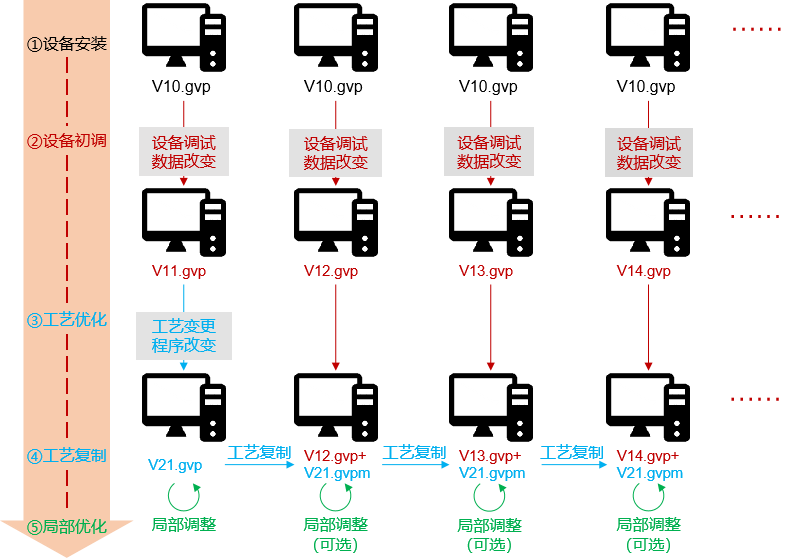 ①设备安装
V10.gvp V10.gvp V10.gvp V10.gvp
......
②设备初调
设备调试 设备调试 设备调试 设备调试
数据改变 数据改变 数据改变 数据改变
......
V11.gvp V12.gvp V13.gvp V14.gvp
③工艺优化
工艺变更
程序改变
......
④工艺复制
V21.gvp 工艺复制 V12.gvp+ 工艺复制 V13.gvp+ 工艺复制 V14.gvp+
V21.gvpm V21.gvpm V21.gvpm
⑤局部优化
局部调整 局部调整 局部调整 局部调整
(可选) (可选) (可选)